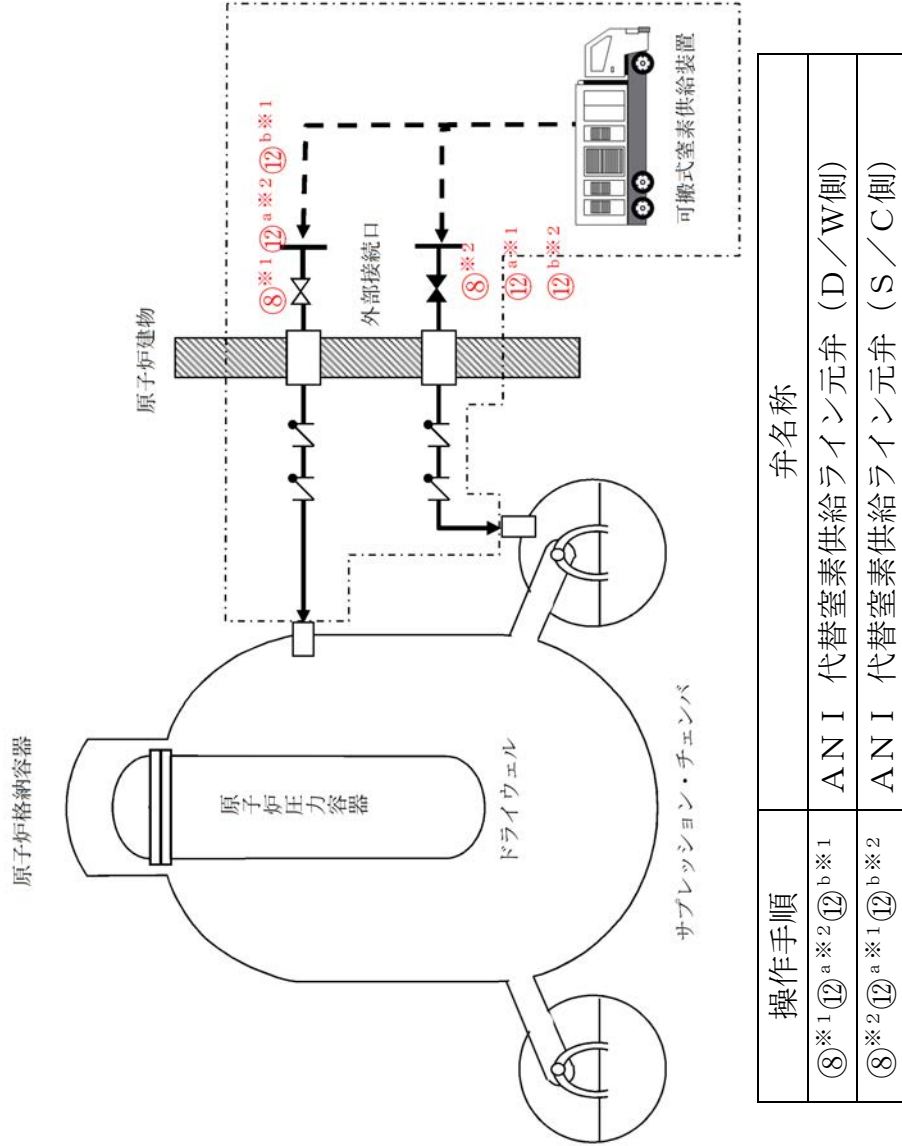 原子炉格納容器
原子炉建物
原子炉圧力容器
ドライウェル
サプレッション・チェンバ
⑧※1⑫a※2⑫b※1
外部接続口
⑧※2
⑫a※1
⑫b※2
可搬式窒素供給装置
操作手順 弁名称
⑧※1⑫a※2⑫b※1 ANI 代替窒素供給ライン元弁(D/W側)
⑧※2⑫a※1⑫b※2 ANI 代替窒素供給ライン元弁(S/C側)